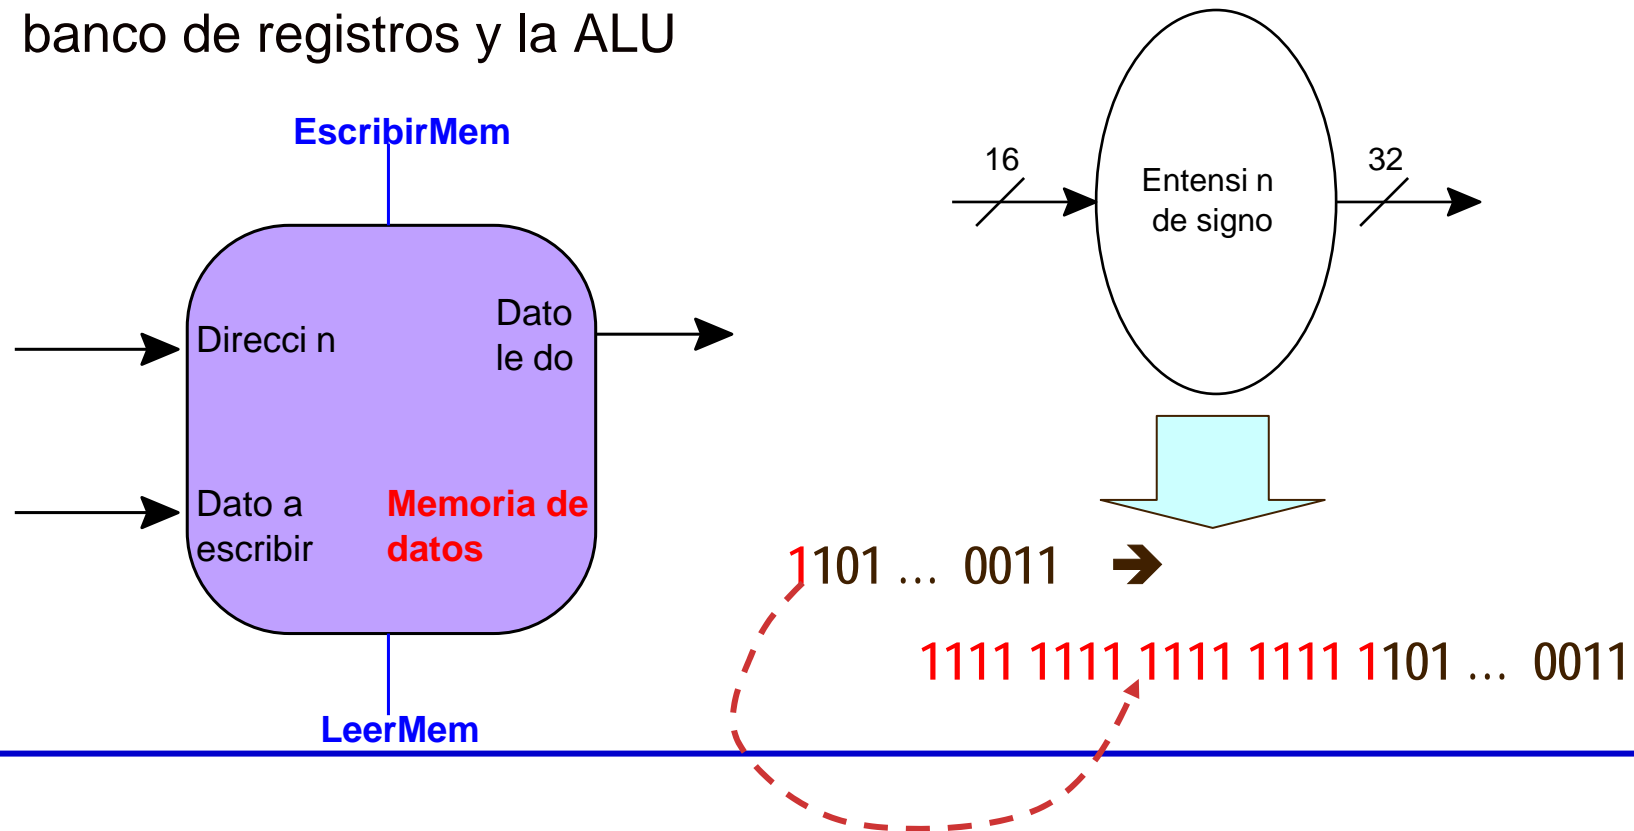 banco de registros y la ALU
EscribirMem
Direcci n
Dato
le do
Dato a
escribir
Memoria de
datos
LeerMem
16
Entensi n
de signo
32
1101 ... 0011 ➔
1111 1111 1111 1111 1101 ... 0011